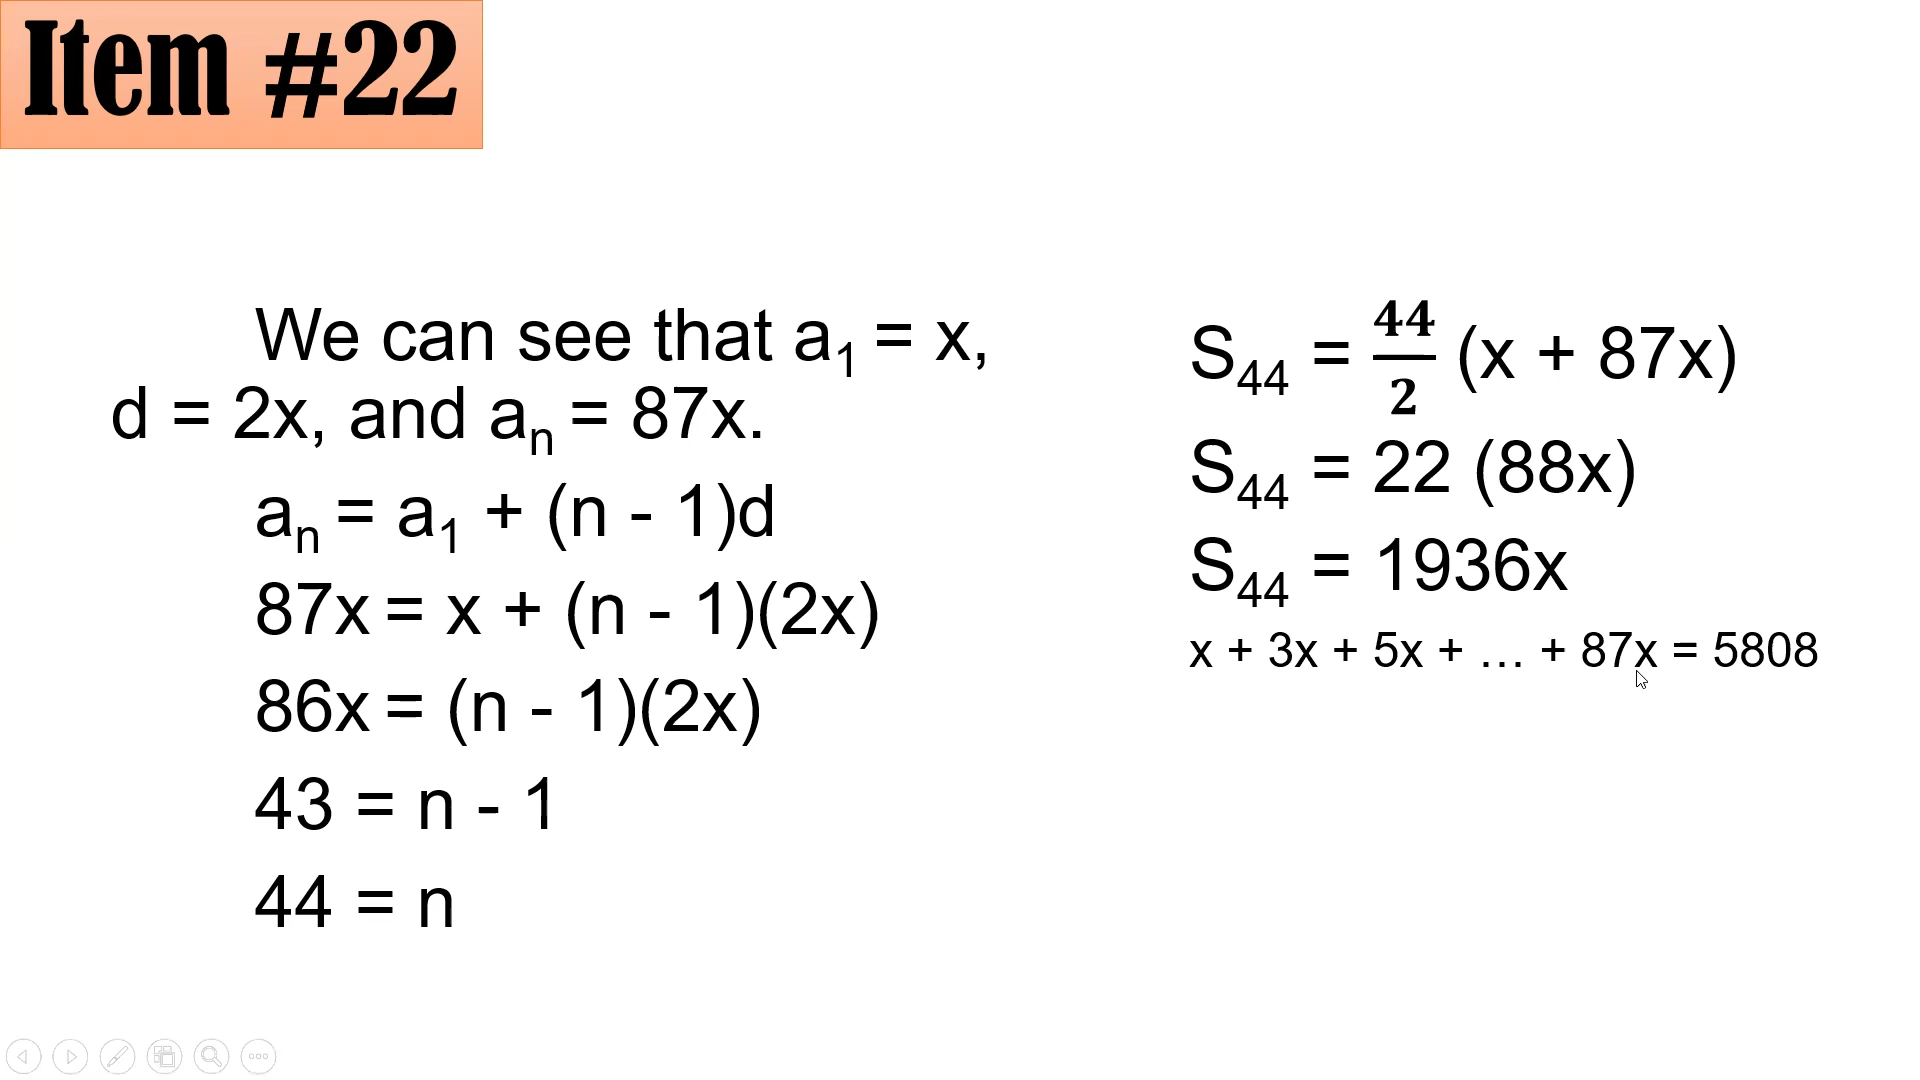 Item #22
We can see that a₁ = x,
d = 2x, and aₙ = 87x.
aₙ = a₁ + (n - 1)d
87x = x + (n - 1)(2x)
86x = (n - 1)(2x)
43 = n - 1
44 = n
S₄₄ = 44/2 (x + 87x)
S₄₄ = 22 (88x)
S₄₄ = 1936x
x + 3x + 5x + … + 87x = 5808